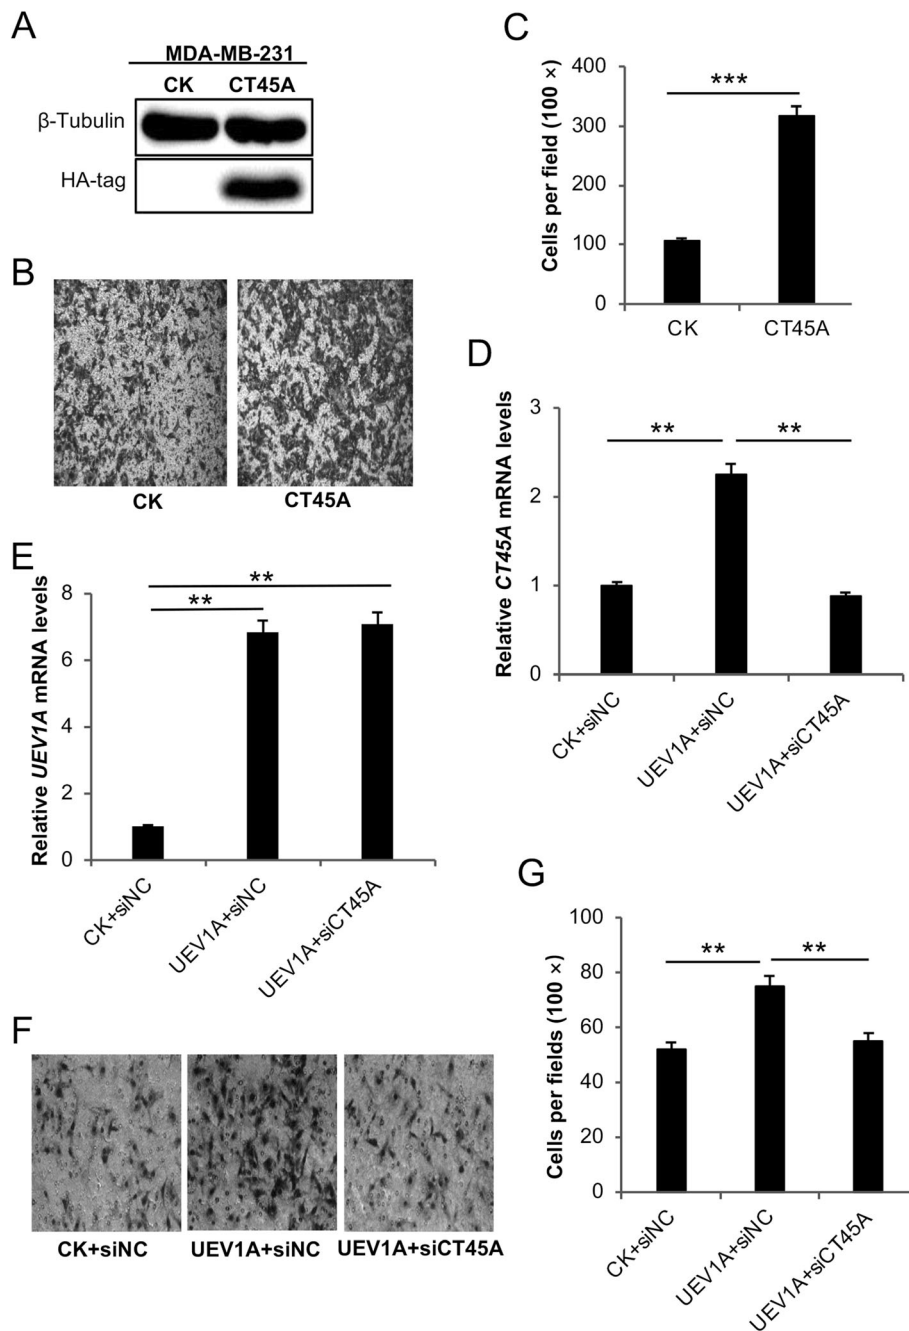 A
MDA-MB-231
CK CT45A
β-Tubulin
HA-tag
B
CK CT45A
C
Cells per field (100 ×)
400
300
200
100
0
***
CK CT45A
D
Relative CT45A mRNA levels
3
2
1
0
** **
CK+siNC
UEV1A+siNC
UEV1A+siCT45A
E
Relative UEV1A mRNA levels
8
6
4
2
0
**
**
CK+siNC
UEV1A+siNC
UEV1A+siCT45A
F
CK+siNC UEV1A+siNC UEV1A+siCT45A
G
Cells per fields (100 ×)
100
80
60
40
20
0
** **
CK+siNC
UEV1A+siNC
UEV1A+siCT45A